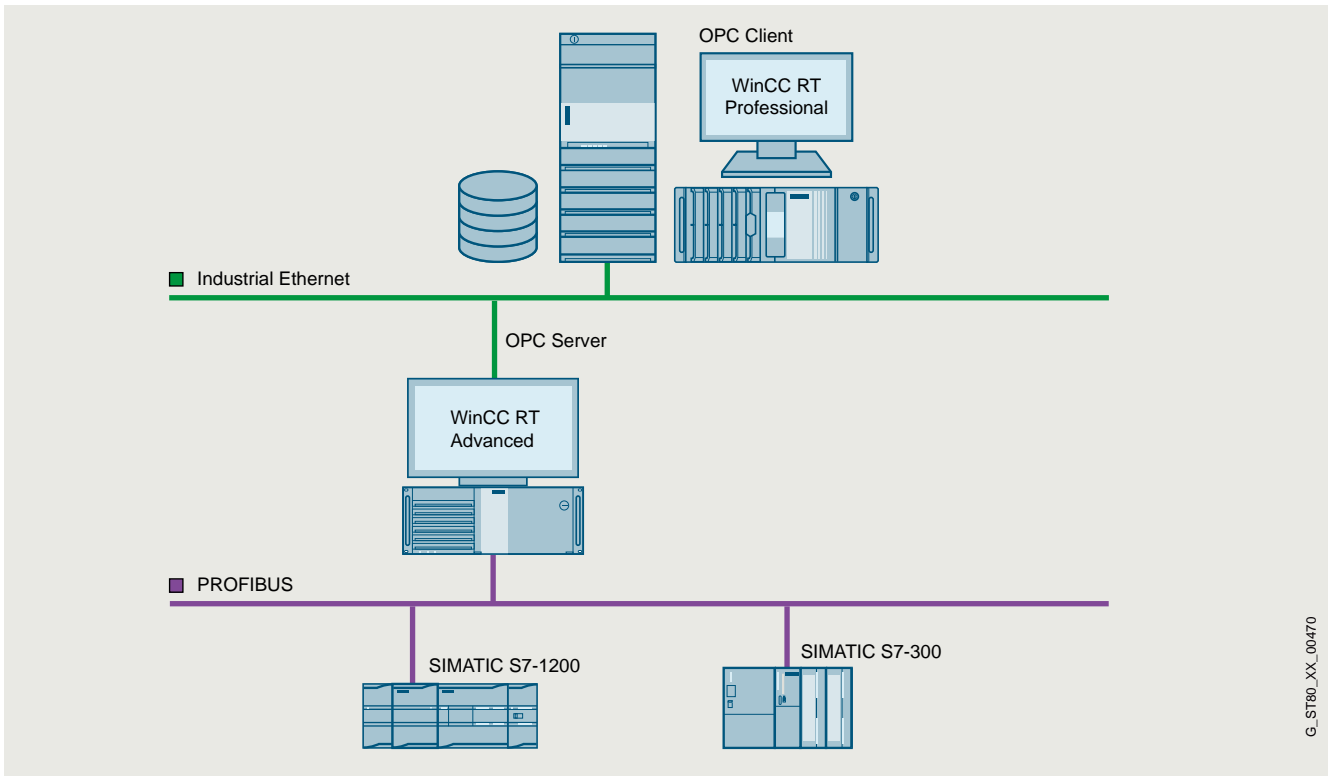 OPC Client
WinCC RT
Professional
Industrial Ethernet
OPC Server
WinCC RT
Advanced
PROFIBUS
SIMATIC S7-1200
SIMATIC S7-300
G_ST80_XX_00470